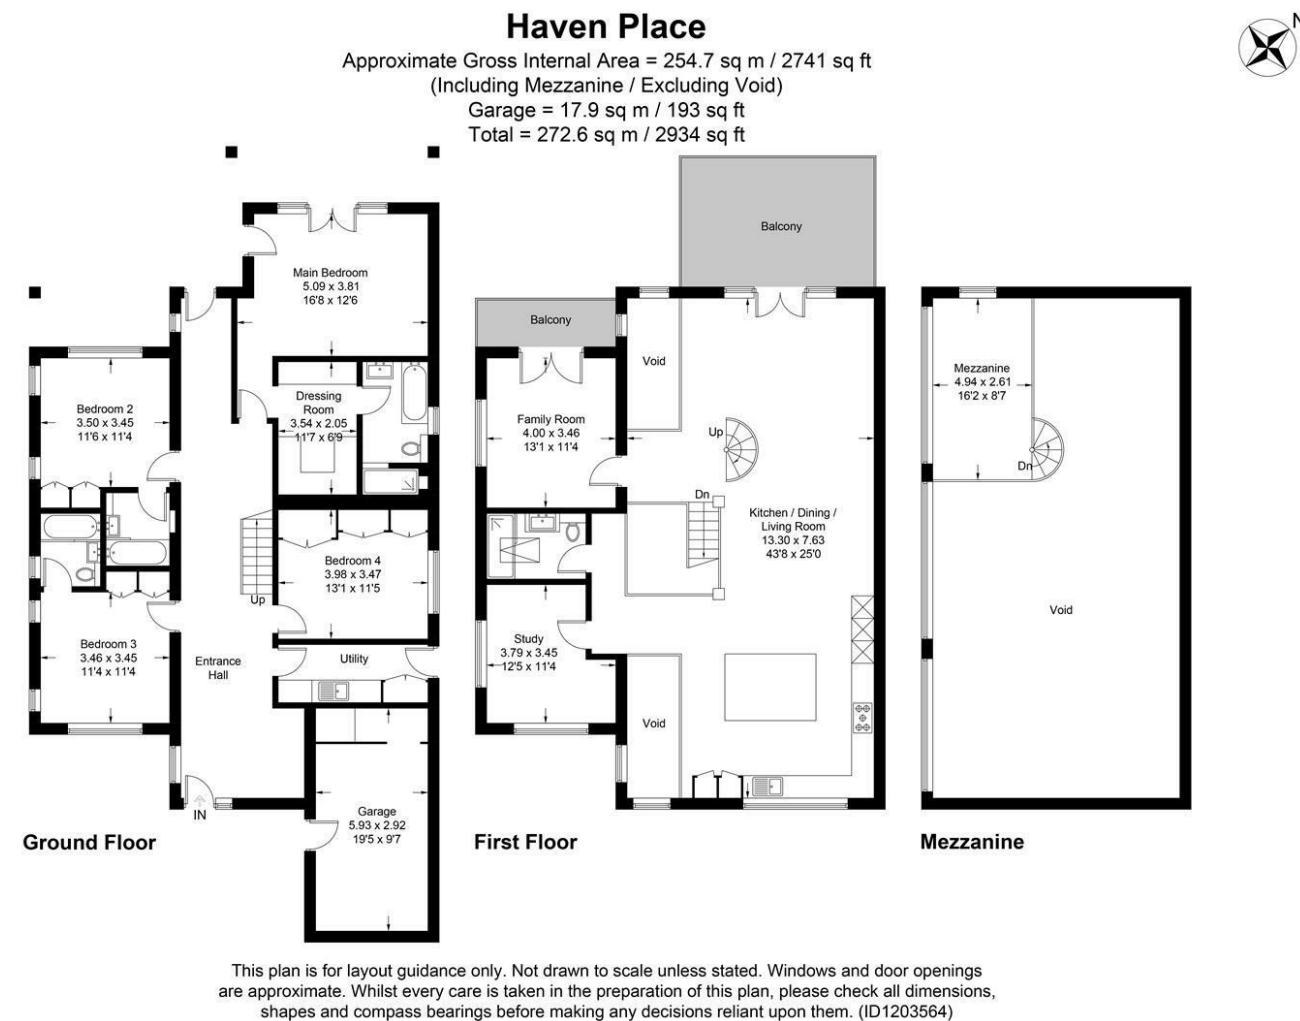 Haven Place
N
Approximate Gross Internal Area = 254.7 sq m / 2741 sq ft
(Including Mezzanine / Excluding Void)
Garage = 17.9 sq m / 193 sq ft
Total = 272.6 sq m / 2934 sq ft
Main Bedroom
5.09 x 3.81
16'8 x 12'6
Bedroom 2
3.50 x 3.45
11'6 x 11'4
Dressing
Room
3.54 x 2.05
11'7 x 6'9
Bedroom 4
3.98 x 3.47
13'1 x 11'5
Up
Bedroom 3
3.46 x 3.45
11'4 x 11'4
Entrance
Hall
Utility
IN
Garage
5.93 x 2.92
19'5 x 9'7
Ground Floor
Balcony
Balcony
Void
Family Room
4.00 x 3.46
13'1 x 11'4
Up
Dn
Kitchen / Dining /
Living Room
13.30 x 7.63
43'8 x 25'0
Study
3.79 x 3.45
12'5 x 11'4
Void
First Floor
Mezzanine
4.94 x 2.61
16'2 x 8'7
Dn
Void
Mezzanine
This plan is for layout guidance only. Not drawn to scale unless stated. Windows and door openings
are approximate. Whilst every care is taken in the preparation of this plan, please check all dimensions,
shapes and compass bearings before making any decisions reliant upon them. (ID1203564)